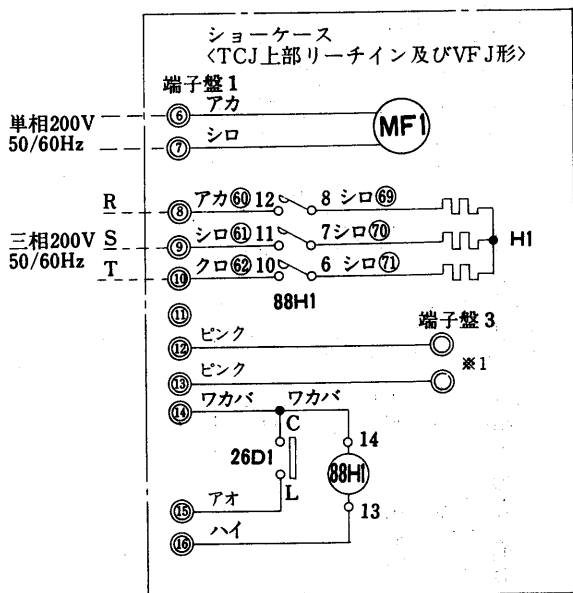 ショーケース
〈TCJ上部リーチイン及びVFJ形〉
端子盤1
単相200V
50/60Hz
⑥ アカ
⑦ シロ
MF1
三相200V
50/60Hz
R ⑧ アカ⑥⓪ 12 8 シロ⑥⑨
S ⑨ シロ⑥① 11 7シロ⑦⓪
T ⑩ クロ⑥② 10 6 シロ⑦①
H1
88H1
⑪
端子盤3
⑫ ピンク
⑬ ピンク
※1
⑭ ワカバ ワカバ
C
26D1
L
14
88H1
13
⑮ アオ
⑯ ハイ